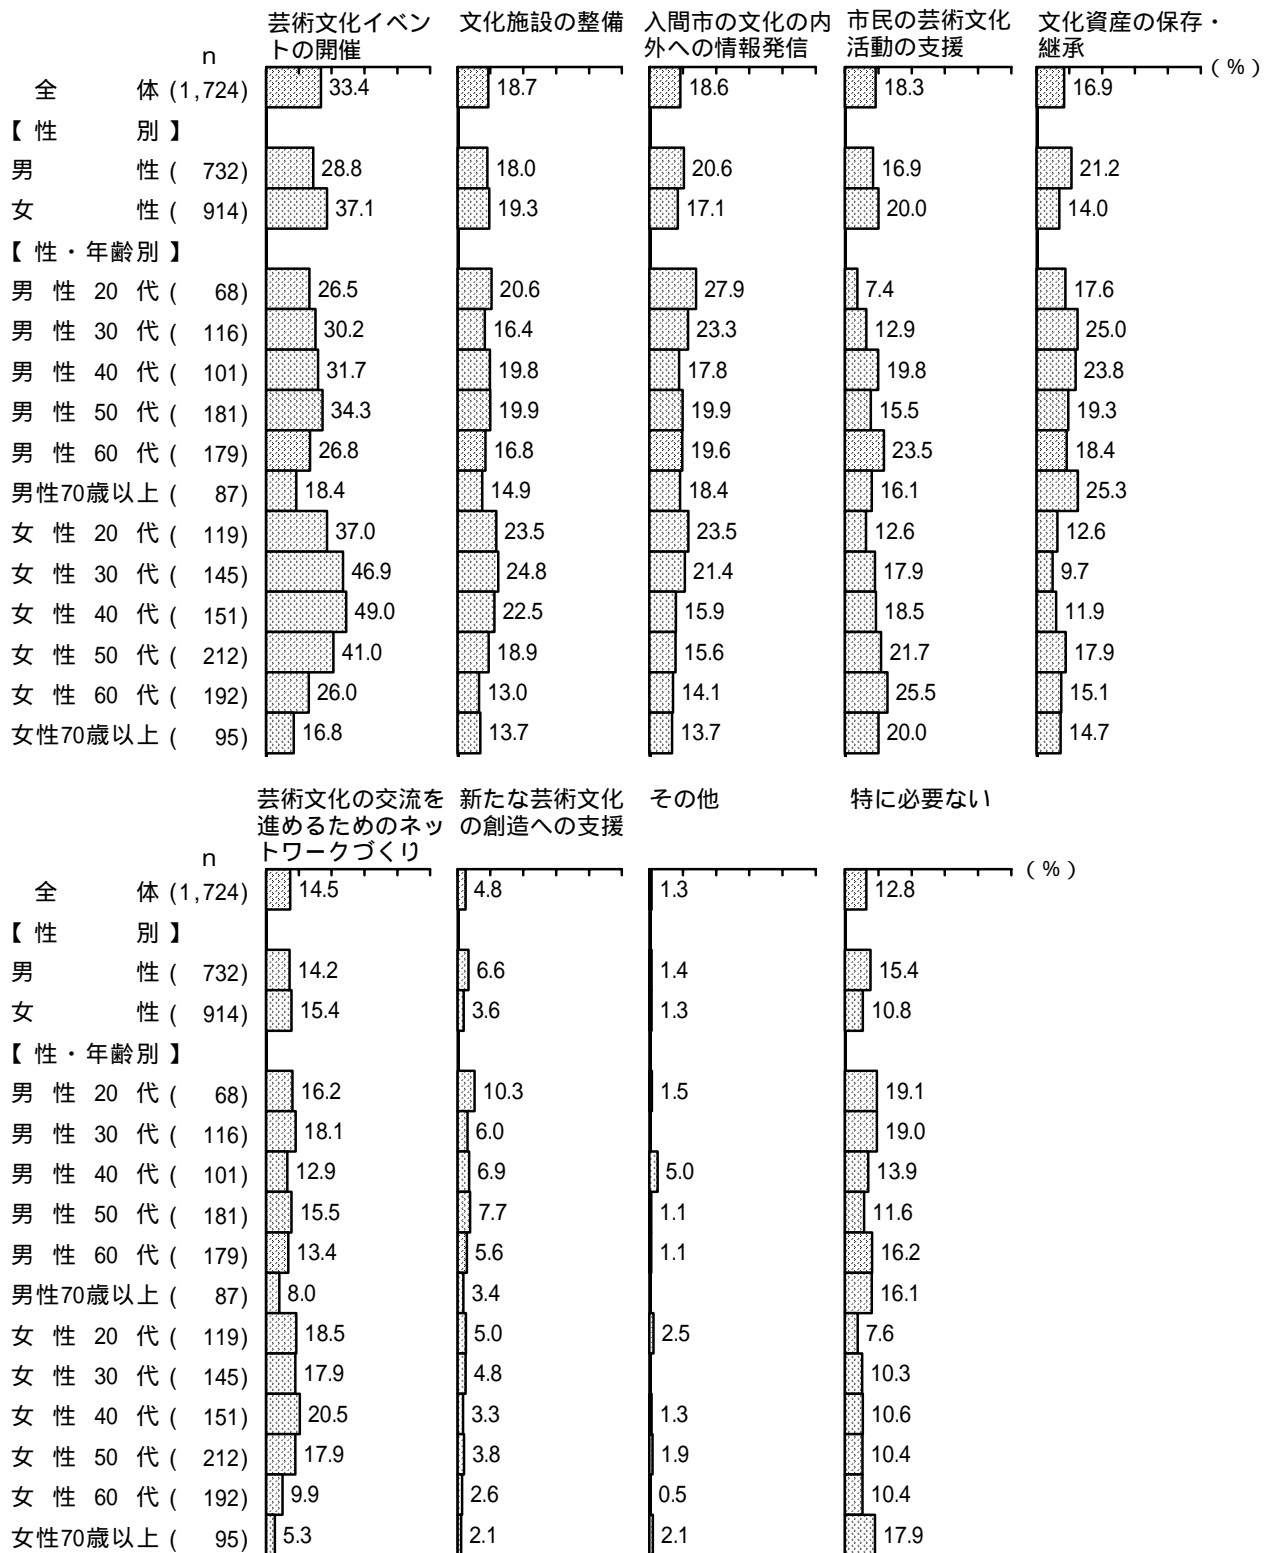 芸術文化イベン
トの開催
文化施設の整備
入間市の文化の内
外への情報発信
市民の芸術文化
活動の支援
文化資産の保存・
継承
n
(%)
全 体 (1,724) 33.4 18.7 18.6 18.3 16.9
【性 別】
男 性 ( 732) 28.8 18.0 20.6 16.9 21.2
女 性 ( 914) 37.1 19.3 17.1 20.0 14.0
【性・年齢別】
男 性 20 代 ( 68) 26.5 20.6 27.9 7.4 17.6
男 性 30 代 ( 116) 30.2 16.4 23.3 12.9 25.0
男 性 40 代 ( 101) 31.7 19.8 17.8 19.8 23.8
男 性 50 代 ( 181) 34.3 19.9 19.9 15.5 19.3
男 性 60 代 ( 179) 26.8 16.8 19.6 23.5 18.4
男性70歳以上 ( 87) 18.4 14.9 18.4 16.1 25.3
女 性 20 代 ( 119) 37.0 23.5 23.5 12.6 12.6
女 性 30 代 ( 145) 46.9 24.8 21.4 17.9 9.7
女 性 40 代 ( 151) 49.0 22.5 15.9 18.5 11.9
女 性 50 代 ( 212) 41.0 18.9 15.6 21.7 17.9
女 性 60 代 ( 192) 26.0 13.0 14.1 25.5 15.1
女性70歳以上 ( 95) 16.8 13.7 13.7 20.0 14.7
芸術文化の交流を
進めるためのネッ
トワークづくり
新たな芸術文化
の創造への支援
その他
特に必要ない
n
(%)
全 体 (1,724) 14.5 4.8 1.3 12.8
【性 別】
男 性 ( 732) 14.2 6.6 1.4 15.4
女 性 ( 914) 15.4 3.6 1.3 10.8
【性・年齢別】
男 性 20 代 ( 68) 16.2 10.3 1.5 19.1
男 性 30 代 ( 116) 18.1 6.0 19.0
男 性 40 代 ( 101) 12.9 6.9 5.0 13.9
男 性 50 代 ( 181) 15.5 7.7 1.1 11.6
男 性 60 代 ( 179) 13.4 5.6 1.1 16.2
男性70歳以上 ( 87) 8.0 3.4 16.1
女 性 20 代 ( 119) 18.5 5.0 2.5 7.6
女 性 30 代 ( 145) 17.9 4.8 10.3
女 性 40 代 ( 151) 20.5 3.3 1.3 10.6
女 性 50 代 ( 212) 17.9 3.8 1.9 10.4
女 性 60 代 ( 192) 9.9 2.6 0.5 10.4
女性70歳以上 ( 95) 5.3 2.1 2.1 17.9